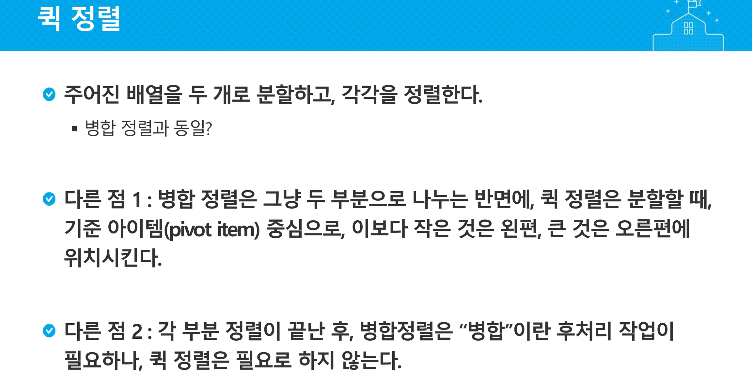 퀵 정렬
주어진 배열을 두 개로 분할하고, 각각을 정렬한다.
병합 정렬과 동일?
다른 점 1 : 병합 정렬은 그냥 두 부분으로 나누는 반면에, 퀵 정렬은 분할할 때,
기준 아이템(pivot item) 중심으로, 이보다 작은 것은 왼편, 큰 것은 오른편에
위치시킨다.
다른 점 2 : 각 부분 정렬이 끝난 후, 병합정렬은 “병합”이란 후처리 작업이
필요하나, 퀵 정렬은 필요로 하지 않는다.